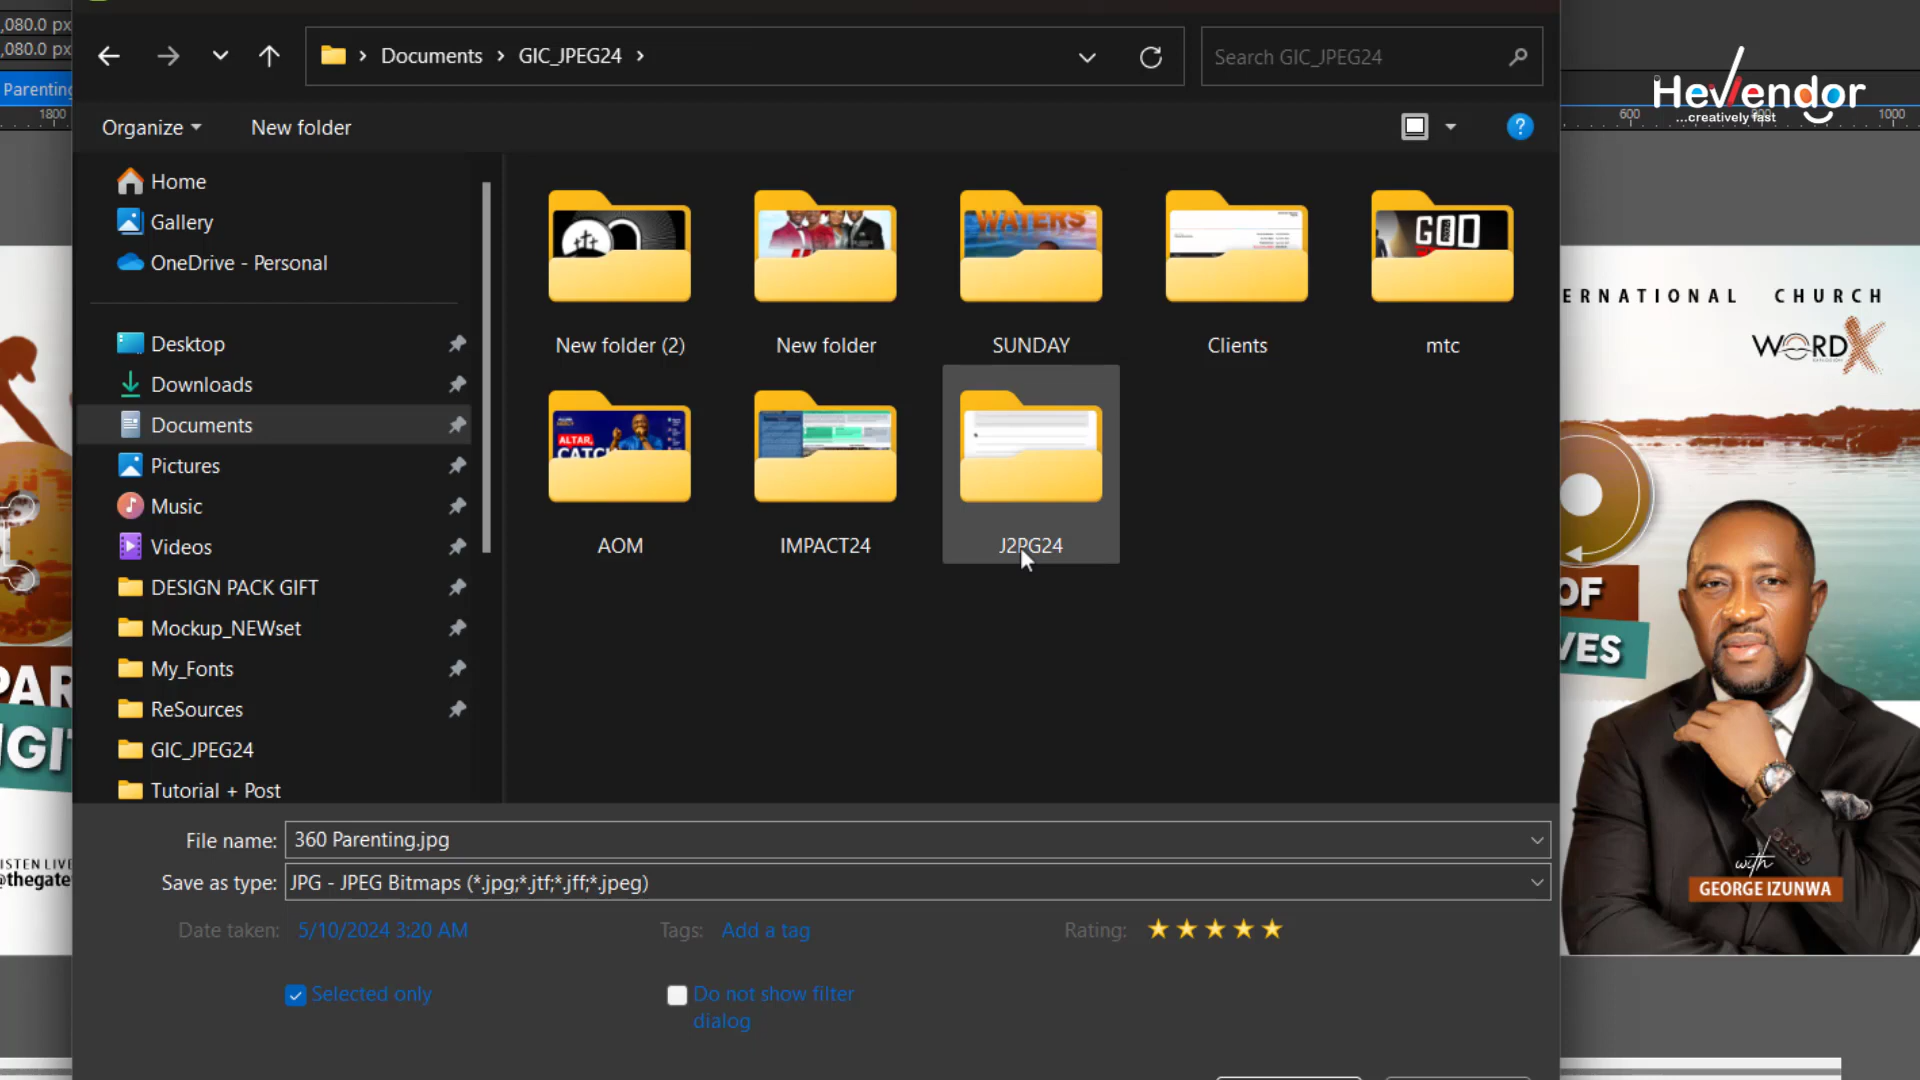 ,080.0 px
,080.0 px
Parenting
1800
Documents
GIC_JPEG24
Search GIC_JPEG24
HeVendor
...creatively fast
600
1000
Organize
New folder
?
Home
Gallery
OneDrive - Personal
Desktop
Downloads
Documents
Pictures
Music
Videos
DESIGN PACK GIFT
Mockup_NEWset
My_Fonts
ReSources
GIC_JPEG24
Tutorial + Post
WATERS
GOD
New folder (2)
New folder
SUNDAY
Clients
mtc
ALTAR,
CATCH
AOM
IMPACT24
J2PG24
ERNATIONAL CHURCH
WORDX
OF
VES
with
GEORGE IZUNWA
PAR
IGI
ISTEN LIVE
@thegate
File name:
360 Parenting.jpg
Save as type:
JPG - JPEG Bitmaps (*.jpg;*.jtf;*.jff;*.jpeg)
Date taken:
5/10/2024 3:20 AM
Tags:
Add a tag
Rating:
Selected only
Do not show filter
dialog